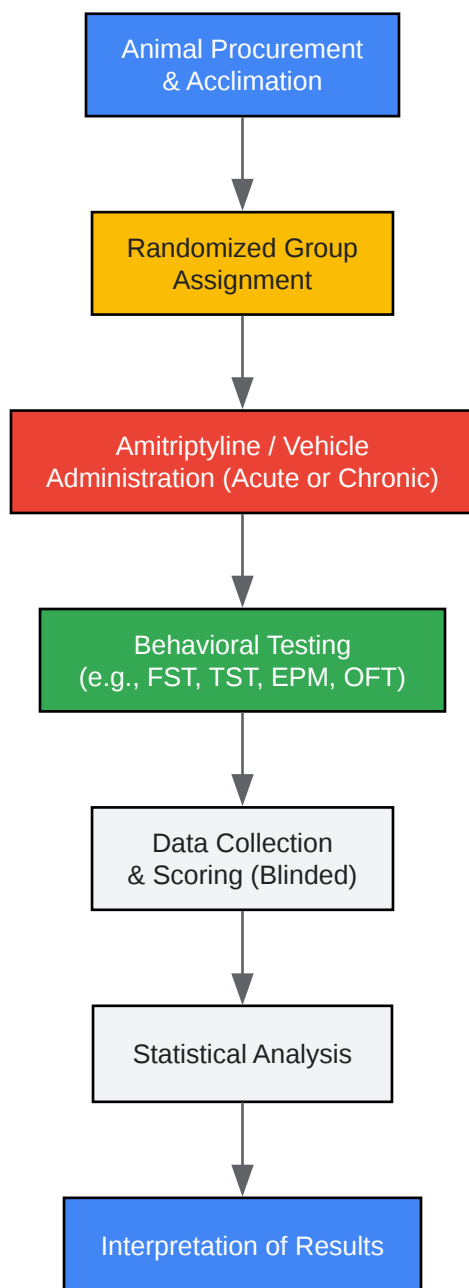 Animal Procurement
& Acclimation
Randomized Group
Assignment
Amitriptyline / Vehicle
Administration (Acute or Chronic)
Behavioral Testing
(e.g., FST, TST, EPM, OFT)
Data Collection
& Scoring (Blinded)
Statistical Analysis
Interpretation of Results